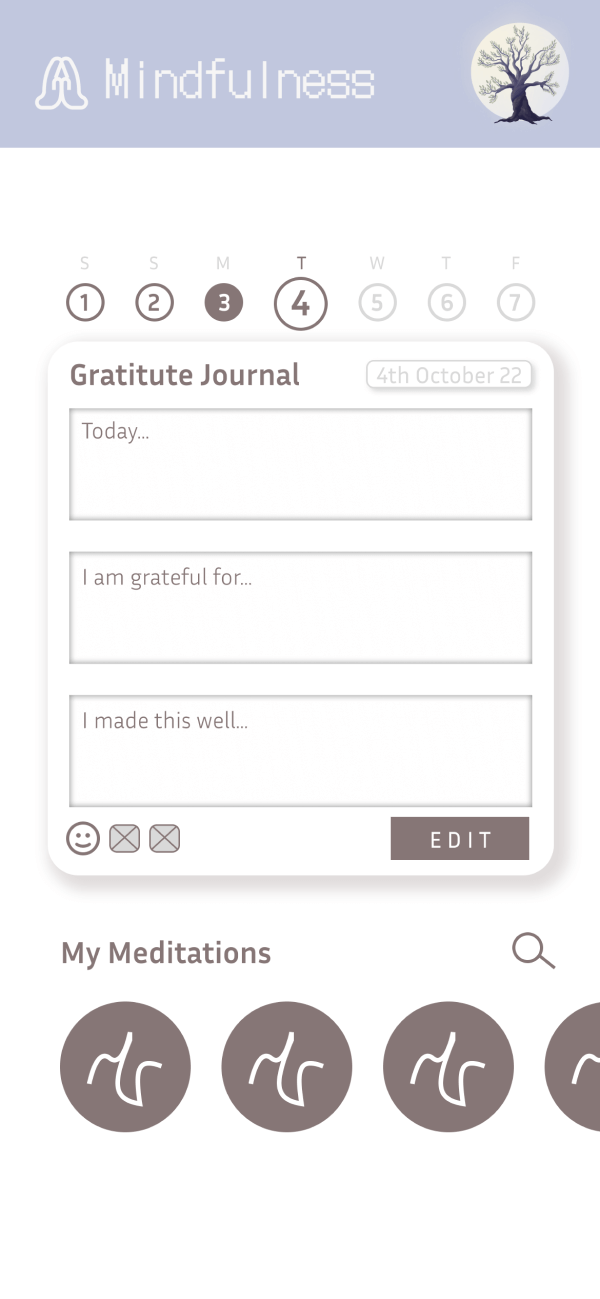 Mindfulness
S S M T W T F
1 2 3 4 5 6 7
Gratitute Journal 4th October 22
Today...
I am grateful for...
I made this well...
EDIT
My Meditations